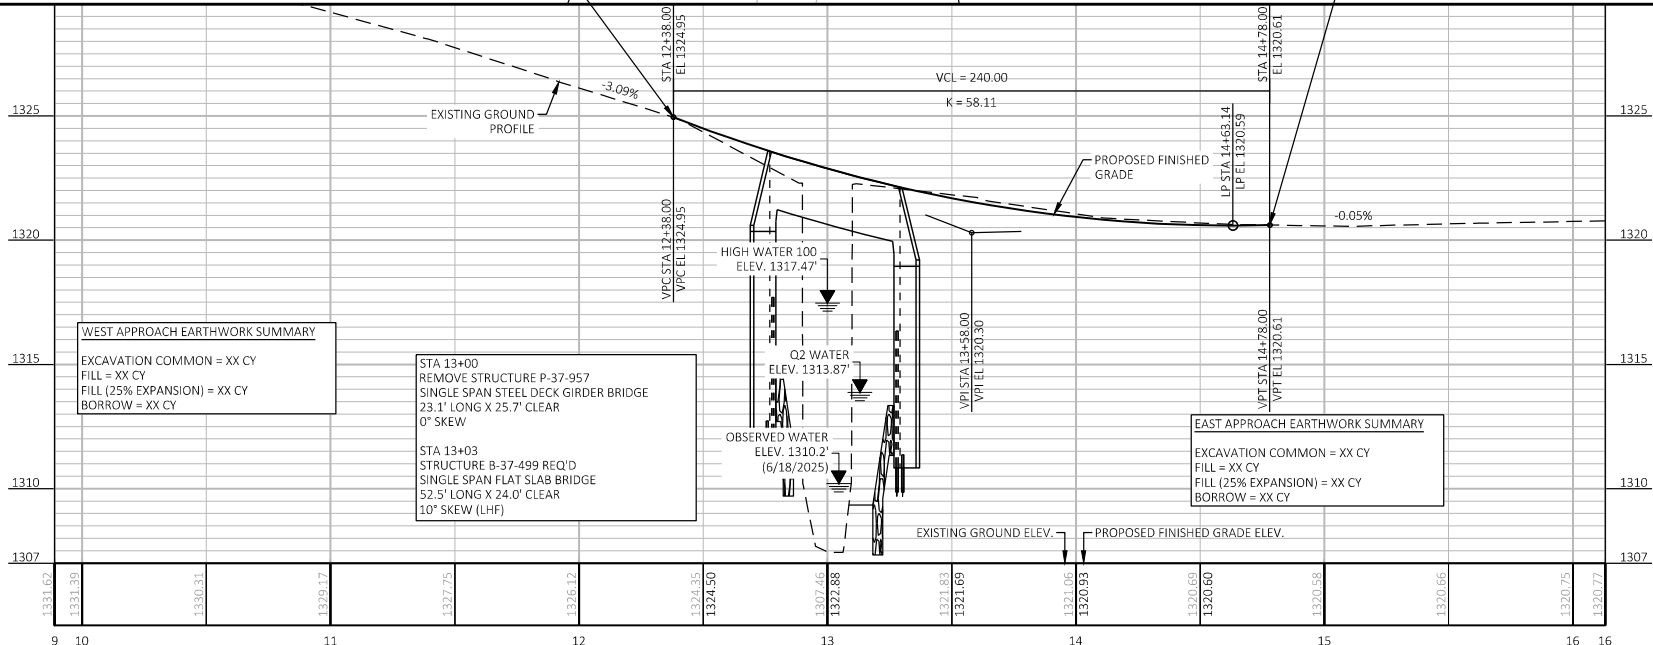 STA 12+38.00
EL 1324.95
STA 14+78.00
EL 1320.61
VCL = 240.00
K = 58.11
-3.09%
1325
1325
EXISTING GROUND
PROFILE
LP STA 14+63.14
LP EL 1320.59
PROPOSED FINISHED
GRADE
-0.05%
1320
1320
VPC STA 12+38.00
VPC EL 1324.95
HIGH WATER 100
ELEV. 1317.47'
VPI STA 13+58.00
VPI EL 1320.30
VPT STA 14+78.00
VPT EL 1320.61
WEST APPROACH EARTHWORK SUMMARY
EXCAVATION COMMON = XX CY
FILL = XX CY
FILL (25% EXPANSION) = XX CY
BORROW = XX CY
1315
1315
Q2 WATER
ELEV. 1313.87'
STA 13+00
REMOVE STRUCTURE P-37-957
SINGLE SPAN STEEL DECK GIRDER BRIDGE
23.1' LONG X 25.7' CLEAR
0° SKEW
STA 13+03
STRUCTURE B-37-499 REQ'D
SINGLE SPAN FLAT SLAB BRIDGE
52.5' LONG X 24.0' CLEAR
10° SKEW (LHF)
OBSERVED WATER
ELEV. 1310.2'
(6/18/2025)
EAST APPROACH EARTHWORK SUMMARY
EXCAVATION COMMON = XX CY
FILL = XX CY
FILL (25% EXPANSION) = XX CY
BORROW = XX CY
1310
1310
EXISTING GROUND ELEV.
PROPOSED FINISHED GRADE ELEV.
1307
1307
1331.62
1331.39
1330.31
1329.17
1327.75
1326.12
1324.35
1324.50
1307.46
1322.88
1321.83
1321.69
1321.06
1320.93
1320.69
1320.60
1320.58
1320.66
1320.75
1320.77
9
10
11
12
13
14
15
16
16